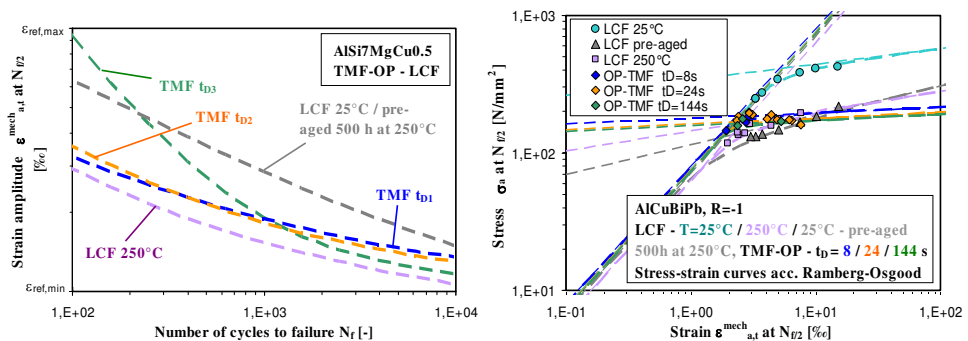 Strain amplitude ε^mech_a,t at N_f/2
[‰]
ε_ref,max
ε_ref,min
AlSi7MgCu0.5
TMF-OP - LCF
TMF t_D3
LCF 25°C / pre-
aged 500 h at 250°C
TMF t_D2
TMF t_D1
LCF 250°C
1,E+02
1,E+03
1,E+04
Number of cycles to failure N_f [-]
Stress σ_a at N_f/2 [N/mm²]
1,E+03
1,E+02
1,E+01
LCF 25°C
LCF pre-aged
LCF 250°C
OP-TMF tD=8s
OP-TMF tD=24s
OP-TMF tD=144s
AlCuBiPb, R=-1
LCF - T=25°C / 250°C / 25°C - pre-aged
500h at 250°C, TMF-OP - t_D = 8 / 24 / 144 s
Stress-strain curves acc. Ramberg-Osgood
1,E-01
1,E+00
1,E+01
1,E+02
Strain ε^mech_a,t at N_f/2 [‰]